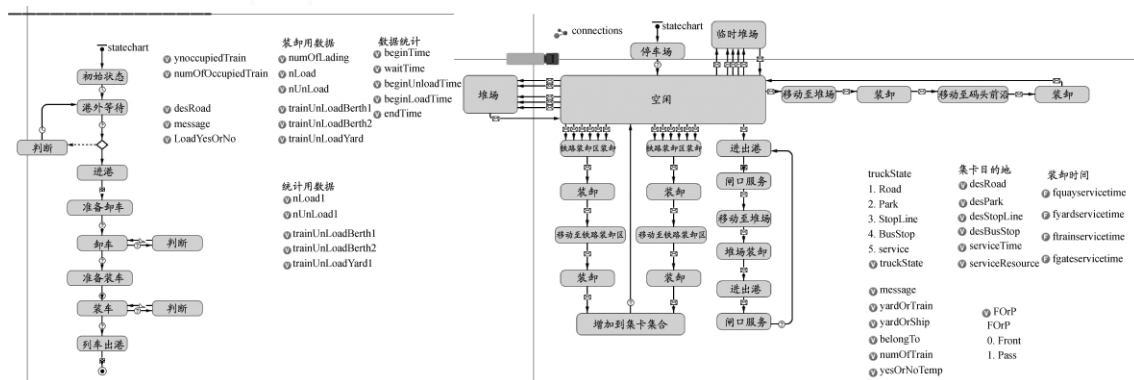 statechart
初始状态
港外等待
判断
进港
准备卸车
卸车
判断
准备装车
装车
判断
列车出港
ynoccupiedTrain
numOfOccupiedTrain
desRoad
message
LoadYesOrNo
装卸用数据
numOfLading
nLoad
nUnLoad
trainUnLoadBerth1
trainUnLoadBerth2
trainUnLoadYard
数据统计
beginTime
waitTime
beginUnloadTime
beginLoadTime
endTime
统计用数据
nLoad1
nUnLoad1
trainUnLoadBerth1
trainUnLoadBerth2
trainUnLoadYard1
connections
statechart
停车场
临时堆场
堆场
空闲
移动至堆场
装卸
移动至码头前沿
装卸
铁路装卸区装卸
装卸
移动至铁路装卸区
装卸
铁路装卸区装卸
装卸
移动至铁路装卸区
装卸
增加到集卡集合
进出港
闸口服务
移动至堆场
堆场装卸
进出港
闸口服务
truckState
1. Road
2. Park
3. StopLine
4. BusStop
5. service
truckState
message
yardOrTrain
yardOrShip
belongTo
numOfTrain
yesOrNoTemp
集卡目的地
desRoad
desPark
desStopLine
desBusStop
serviceTime
serviceResource
FOrP
FOrP
0. Front
1. Pass
装卸时间
fquayservicetime
fyardservicetime
ftrainservicetime
fgateservicetime